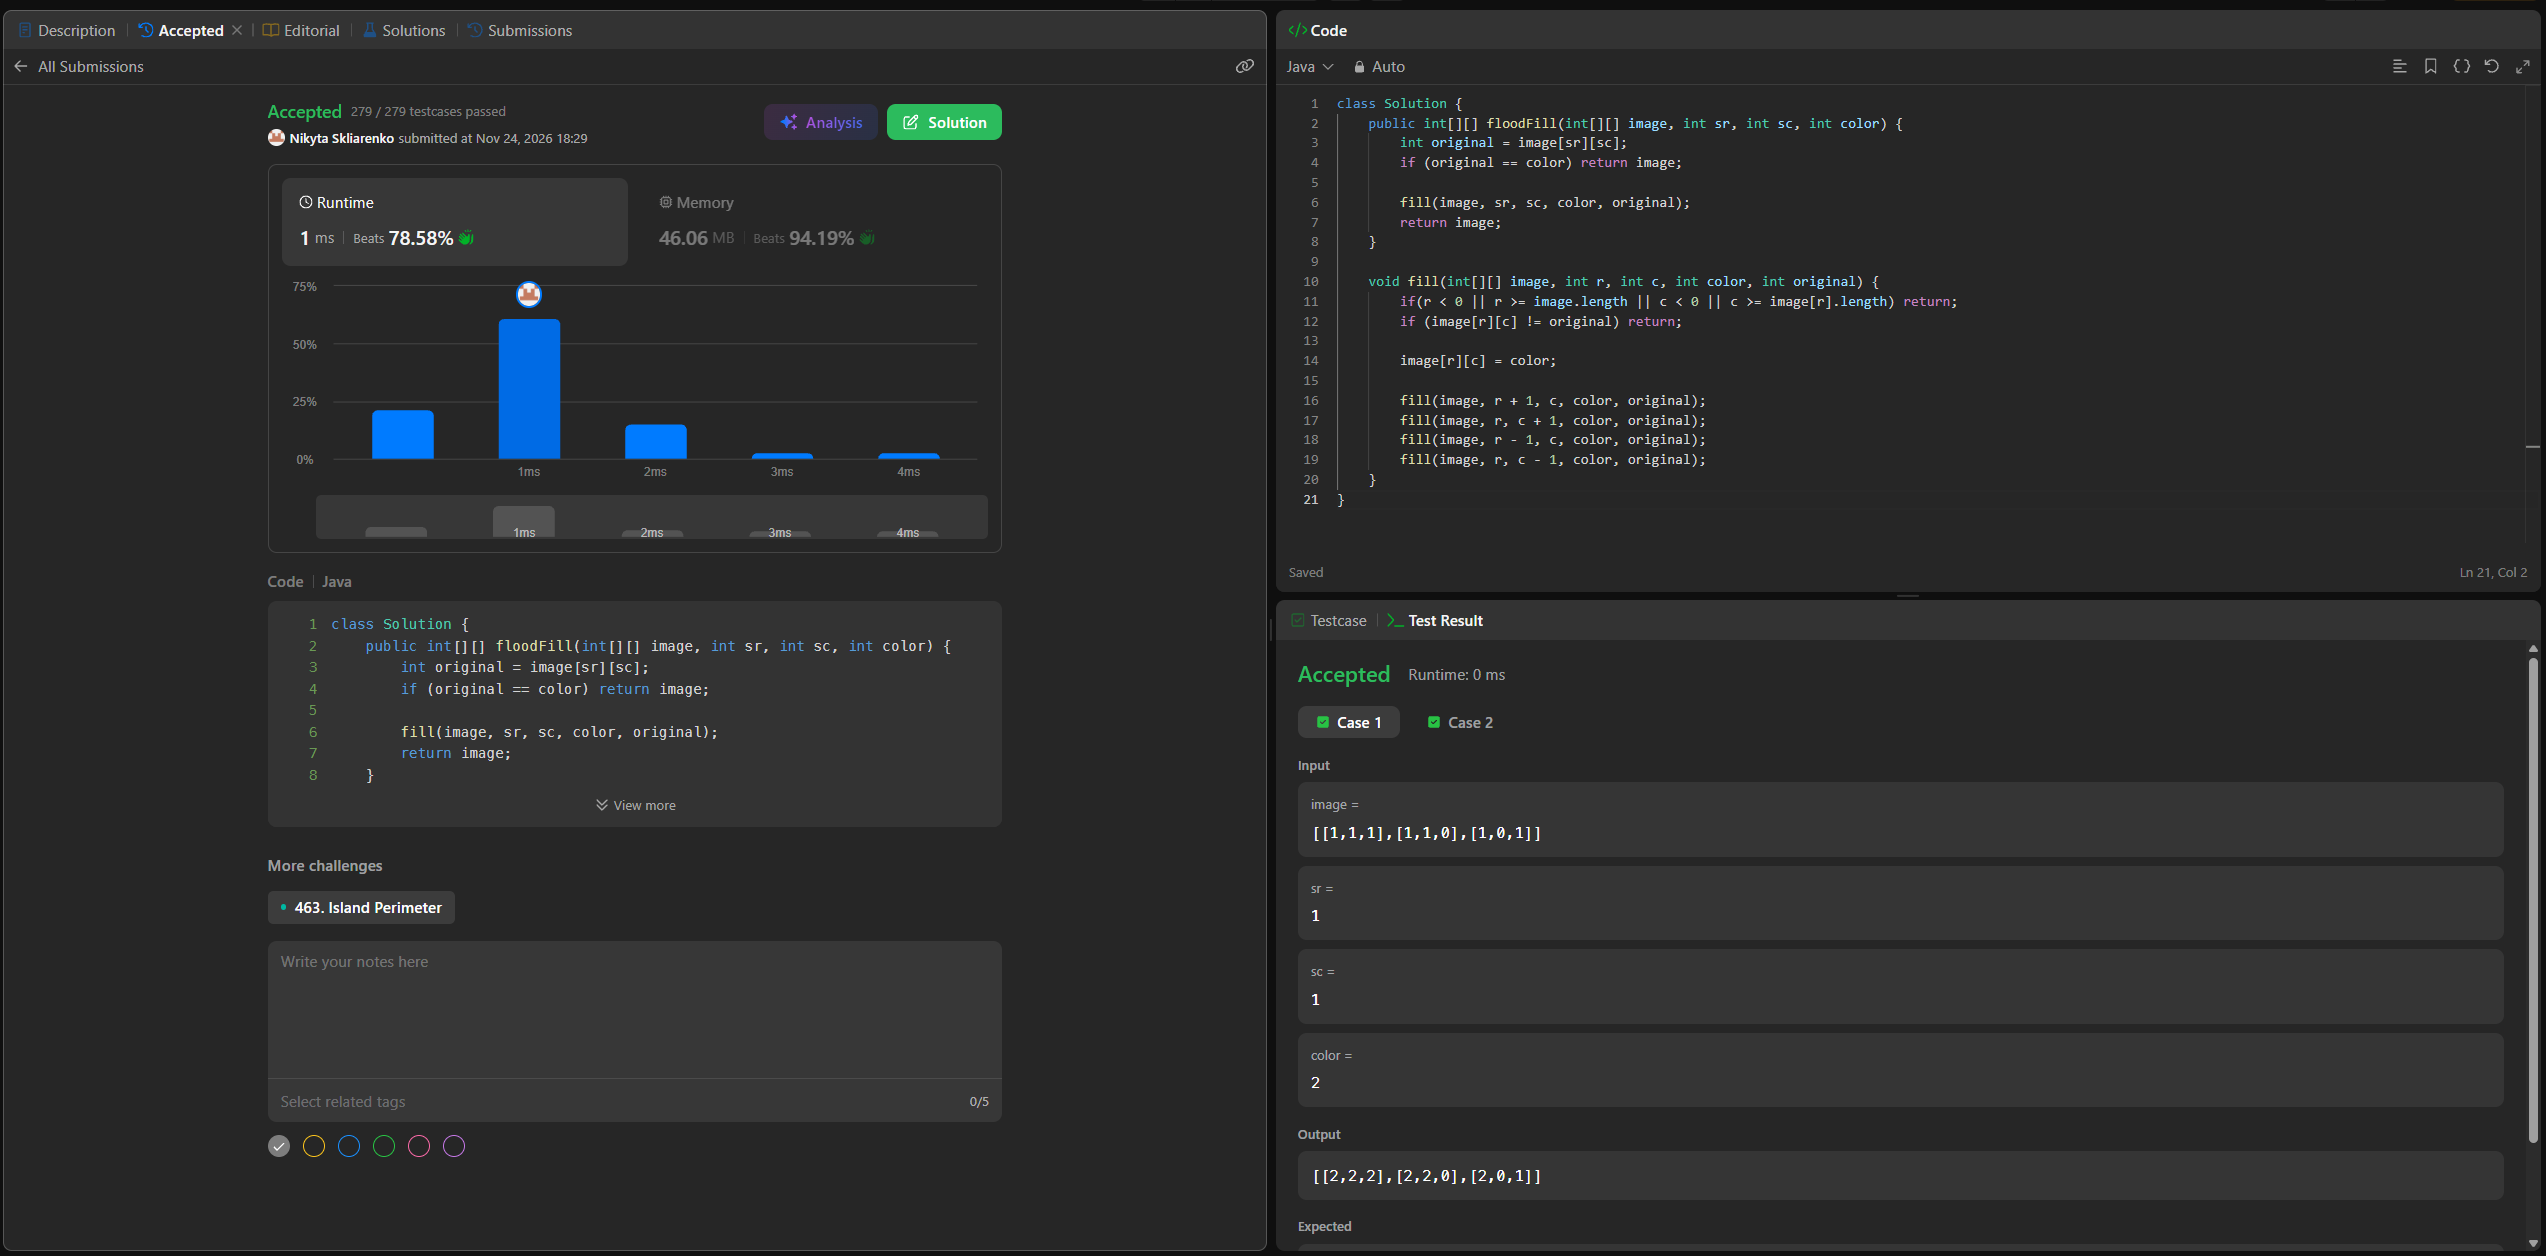 Description
Accepted
Editorial
Solutions
Submissions
All Submissions
Accepted 279 / 279 testcases passed
Nikyta Skliarenko submitted at Nov 24, 2026 18:29
Analysis
Solution
Runtime
1 ms Beats 78.58%
Memory
46.06 MB Beats 94.19%
75%
50%
25%
0%
1ms 2ms 3ms 4ms
1ms 2ms 3ms 4ms
Code Java
1 class Solution {
2     public int[][] floodFill(int[][] image, int sr, int sc, int color) {
3         int original = image[sr][sc];
4         if (original == color) return image;
5
6         fill(image, sr, sc, color, original);
7         return image;
8     }
View more
More challenges
463. Island Perimeter
Write your notes here
Select related tags 0/5
Code
Java Auto
1 class Solution {
2     public int[][] floodFill(int[][] image, int sr, int sc, int color) {
3         int original = image[sr][sc];
4         if (original == color) return image;
5
6         fill(image, sr, sc, color, original);
7         return image;
8     }
9
10     void fill(int[][] image, int r, int c, int color, int original) {
11         if(r < 0 || r >= image.length || c < 0 || c >= image[r].length) return;
12         if (image[r][c] != original) return;
13
14         image[r][c] = color;
15
16         fill(image, r + 1, c, color, original);
17         fill(image, r, c + 1, color, original);
18         fill(image, r - 1, c, color, original);
19         fill(image, r, c - 1, color, original);
20     }
21 }
Saved
Ln 21, Col 2
Testcase
Test Result
Accepted Runtime: 0 ms
Case 1 Case 2
Input
image =
[[1,1,1],[1,1,0],[1,0,1]]
sr =
1
sc =
1
color =
2
Output
[[2,2,2],[2,2,0],[2,0,1]]
Expected